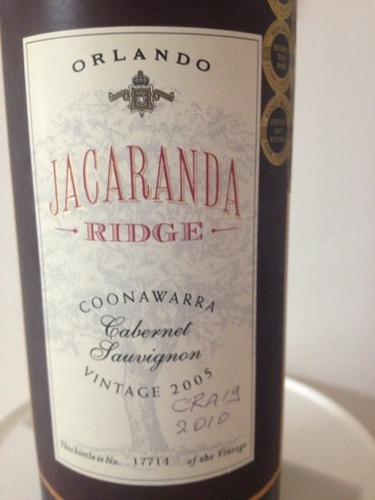 ORLANDO
JACARANDA
RIDGE
COONAWARRA
Cabernet
Sauvignon
VINTAGE 2005
CRAIG
2010
This bottle is No. 17714 of the Vintage